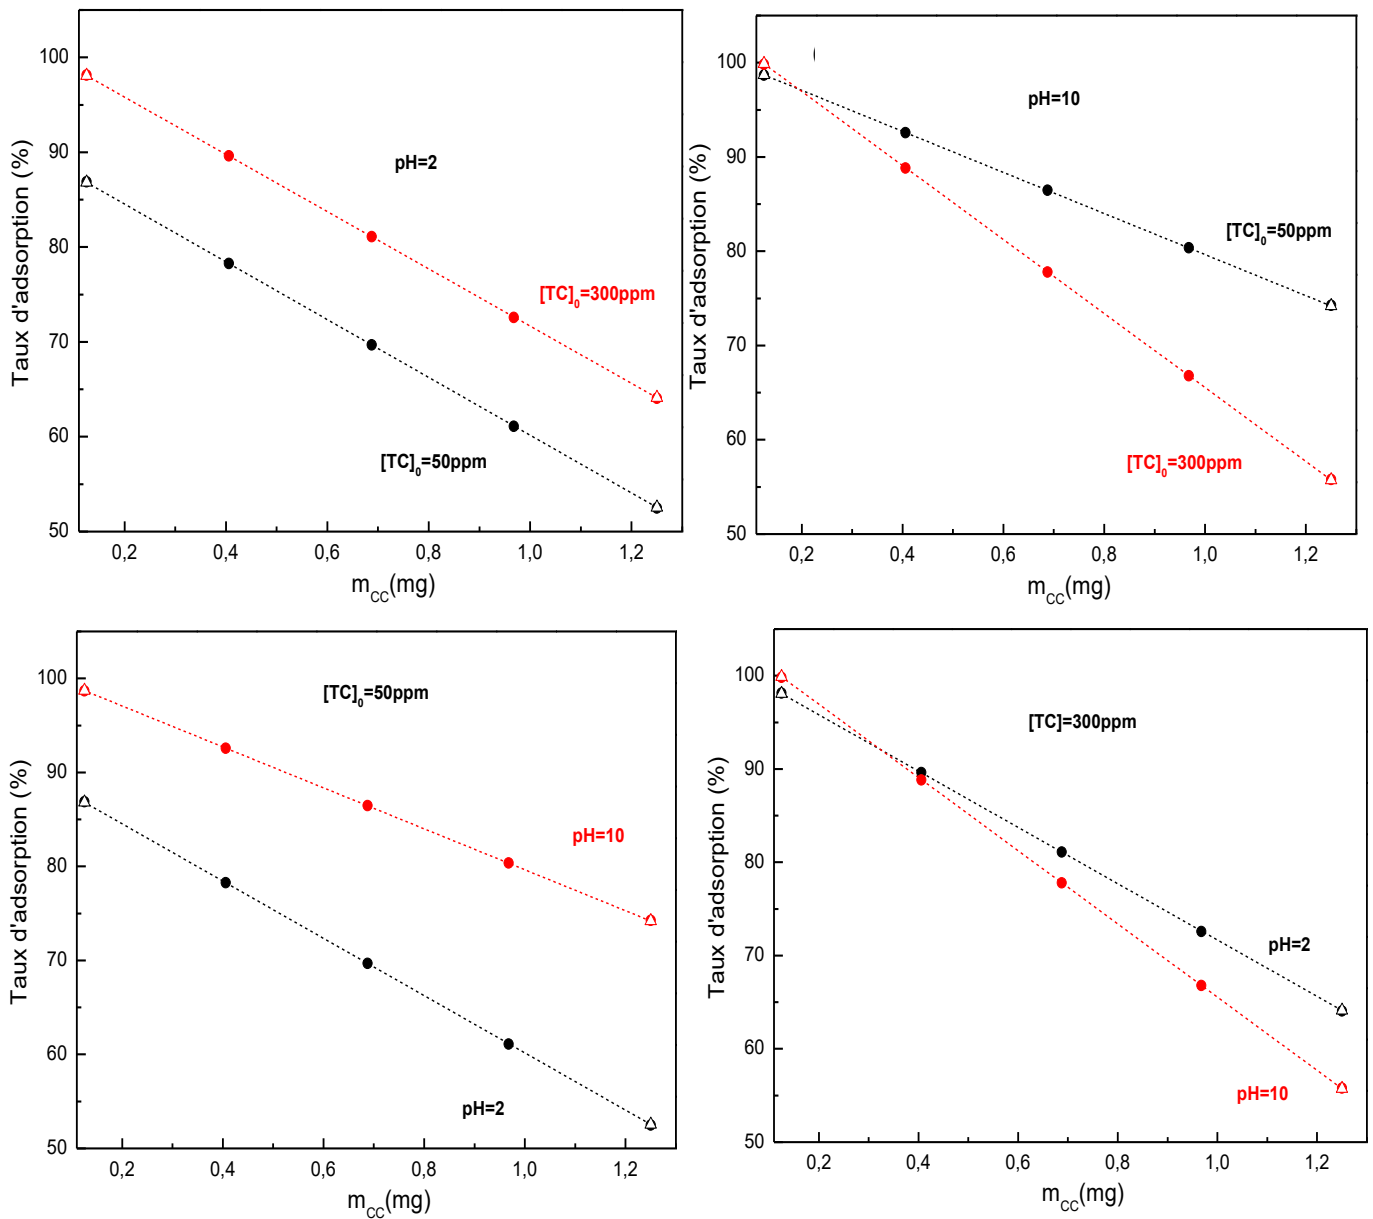 100
90
80
70
60
50
0,2
0,4
0,6
0,8
1,0
1,2
Taux d'adsorption (%)
m_CC(mg)
pH=2
[TC]₀=300ppm
[TC]₀=50ppm
100
90
80
70
60
50
0,2
0,4
0,6
0,8
1,0
1,2
Taux d'adsorption (%)
m_CC(mg)
(
pH=10
[TC]₀=50ppm
[TC]₀=300ppm
100
90
80
70
60
50
0,2
0,4
0,6
0,8
1,0
1,2
Taux d'adsorption (%)
m_CC(mg)
[TC]₀=50ppm
pH=10
pH=2
100
90
80
70
60
50
0,2
0,4
0,6
0,8
1,0
1,2
Taux d'adsorption (%)
m_CC(mg)
[TC]=300ppm
pH=2
pH=10